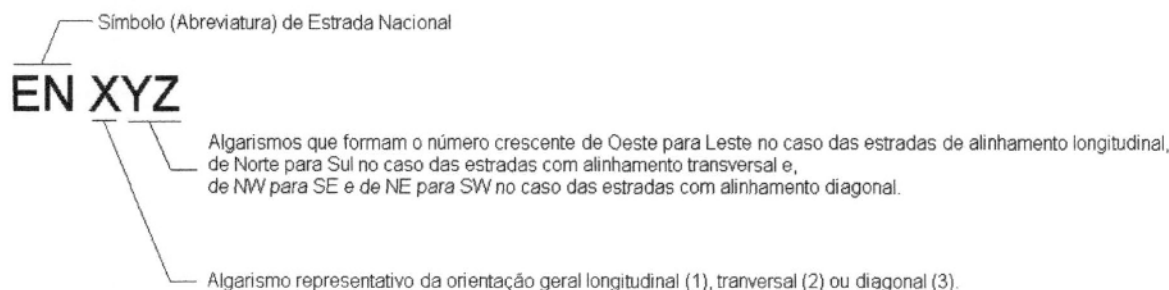 Símbolo (Abreviatura) de Estrada Nacional
EN XYZ
Algarismos que formam o número crescente de Oeste para Leste no caso das estradas de alinhamento longitudinal,
de Norte para Sul no caso das estradas com alinhamento transversal e,
de NW para SE e de NE para SW no caso das estradas com alinhamento diagonal.
Algarismo representativo da orientação geral longitudinal (1), tranversal (2) ou diagonal (3).